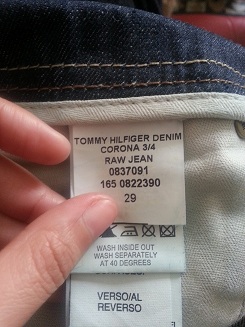 TOMMY HILFIGER DENIM
CORONA 3/4
RAW JEAN
0837091
165 0822390
29
WASH INSIDE OUT
WASH SEPARATELY
AT 40 DEGREES
VERSO/AL
REVERSO